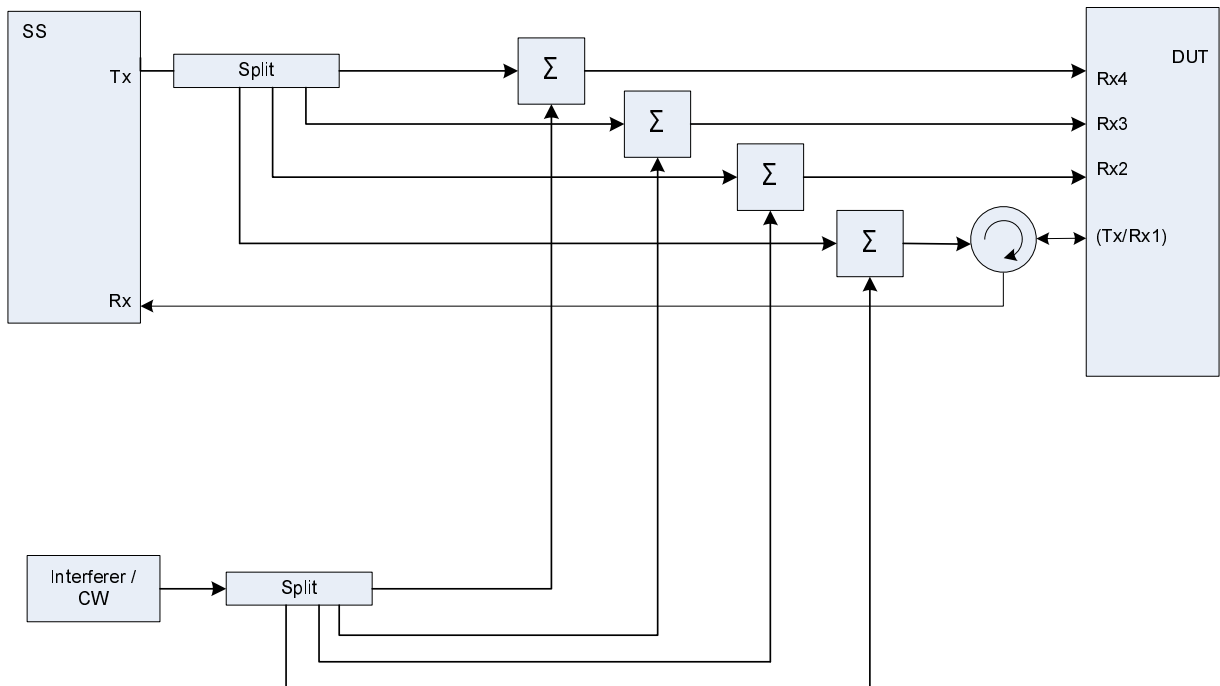 SS
Tx
Split
Σ
DUT
Rx4
Σ
Rx3
Σ
Rx2
Σ
(Tx/Rx1)
Rx
Interferer /
CW
Split